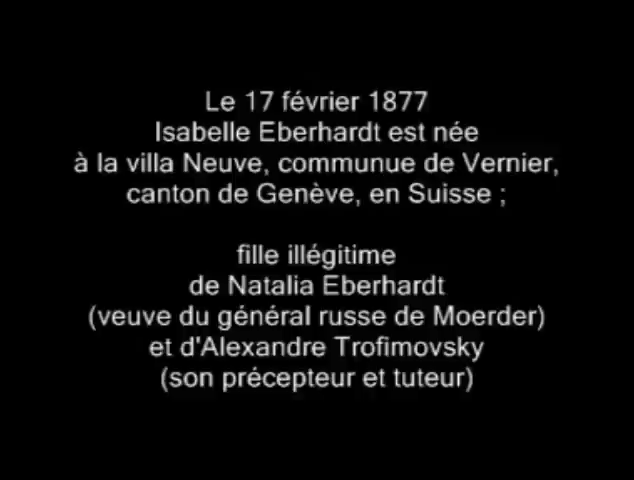 Le 17 février 1877
Isabelle Eberhardt est née
à la villa Neuve, communue de Vernier,
canton de Genève, en Suisse ;
fille illégitime
de Natalia Eberhardt
(veuve du général russe de Moerder)
et d'Alexandre Trofimovsky
(son précepteur et tuteur)